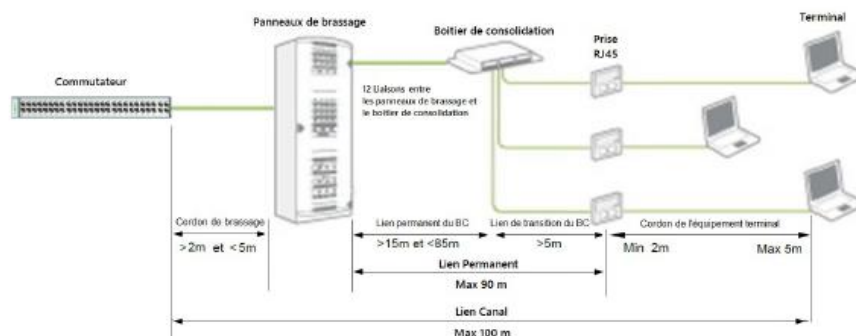 Panneaux de brassage
Boitier de consolidation
Terminal
Prise
RJ45
Commutateur
12 Liaisons entre
les panneaux de brassage et
le boitier de consolidation
Cordon de brassage
>2m et <5m
Lien permanent du BC
>15m et <85m
Lien de transition du BC
>5m
Cordon de l'équipement terminal
Min 2m
Max 5m
Lien Permanent
Max 90 m
Lien Canal
Max 100 m